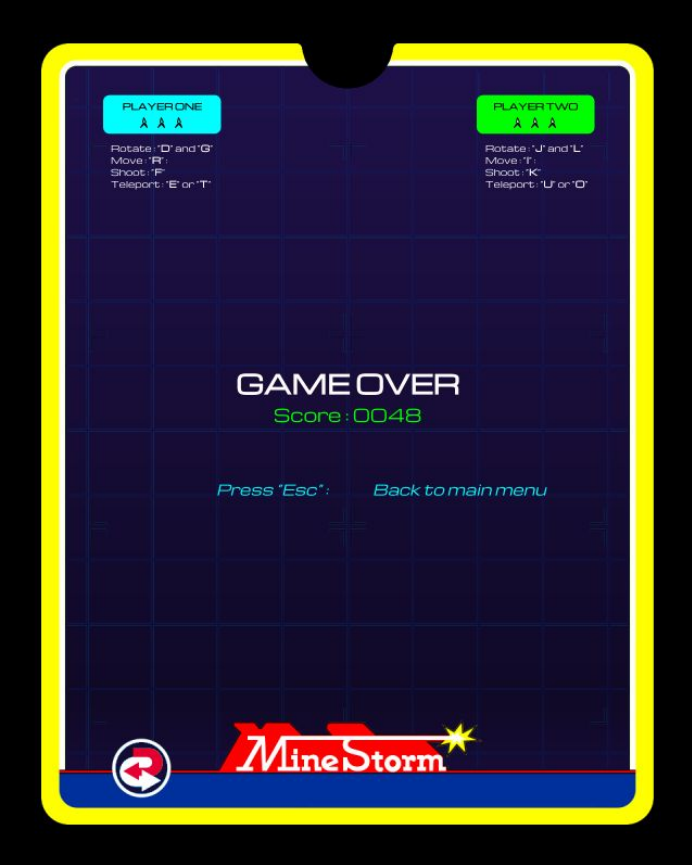 PLAYER ONE
PLAYER TWO
Rotate : "D" and "G"
Move : "R" :
Shoot : "F"
Teleport : "E" or "T"
Rotate : "J" and "L"
Move : "I" :
Shoot : "K"
Teleport : "U" or "O"
GAME OVER
Score : 0048
Press "Esc" : Back to main menu
MineStorm